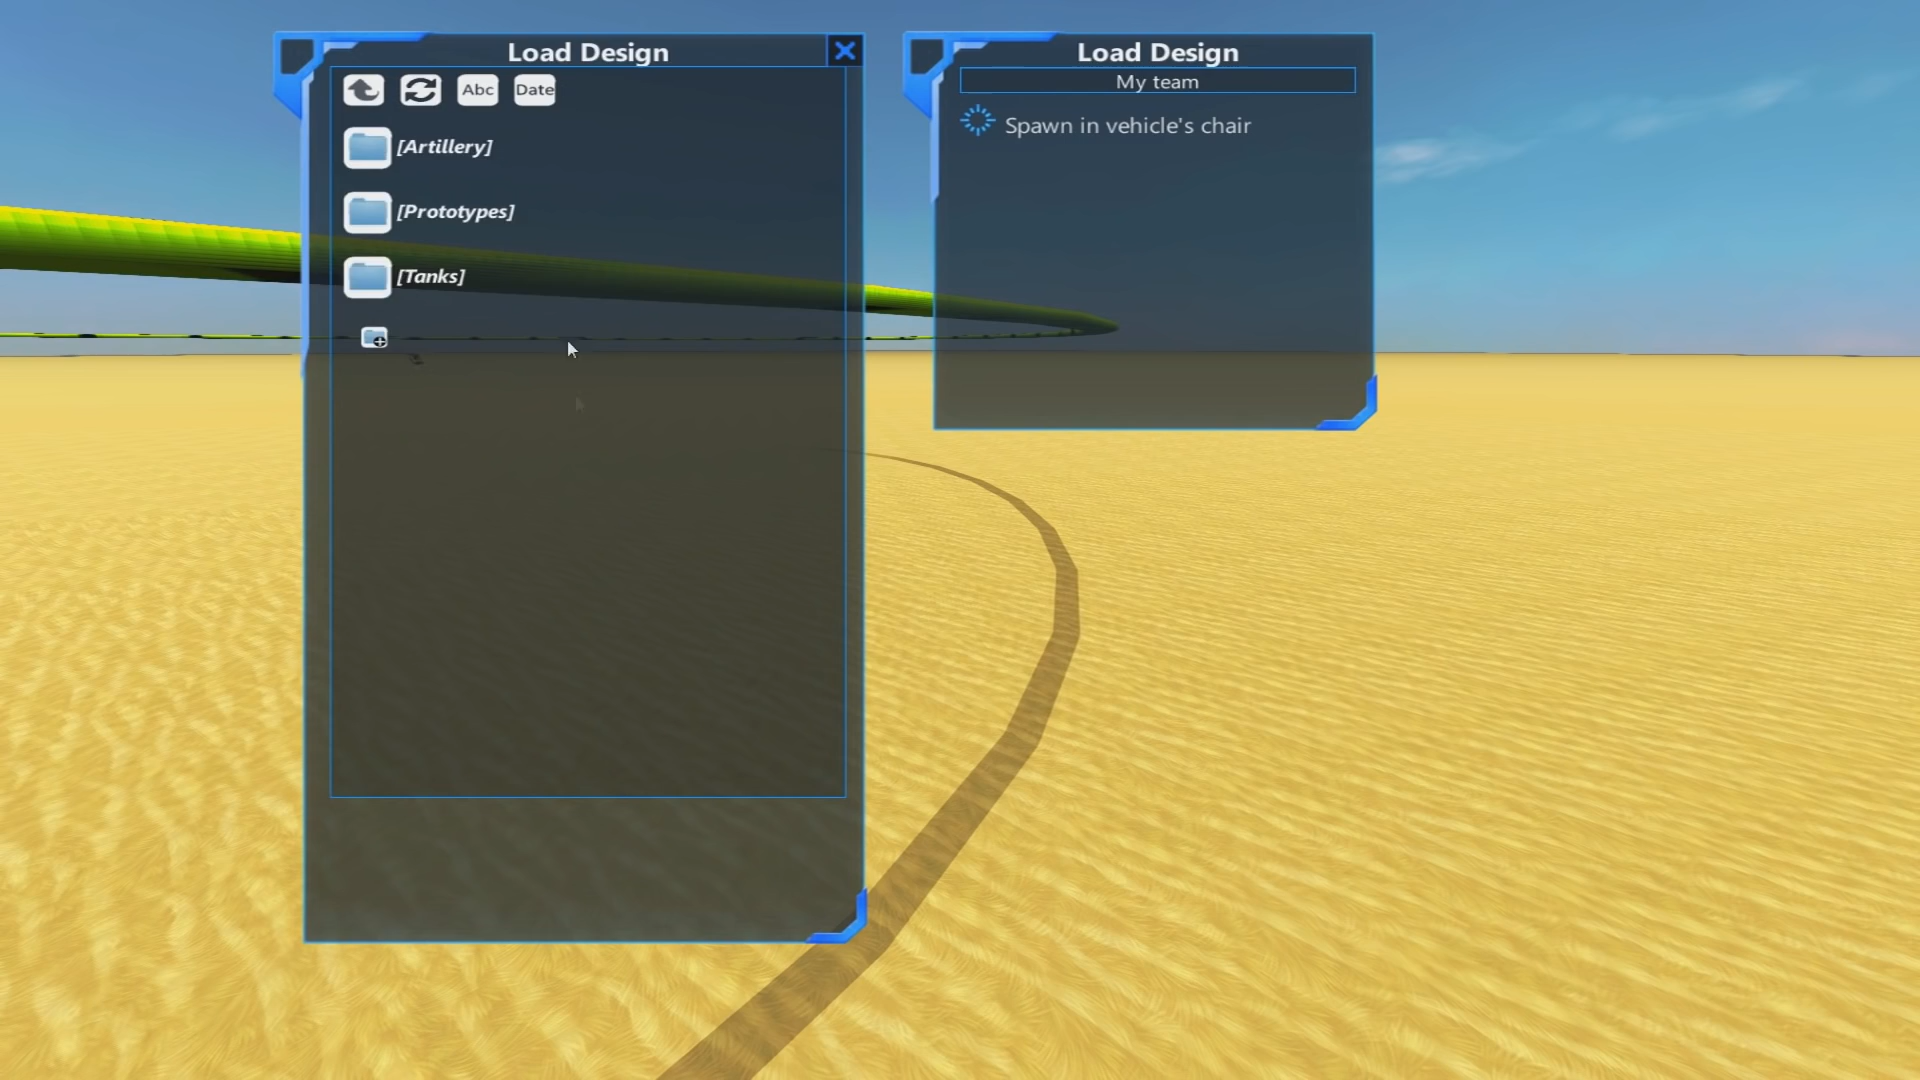 Load Design
Abc
Date
[Artillery]
[Prototypes]
[Tanks]
Load Design
My team
Spawn in vehicle's chair